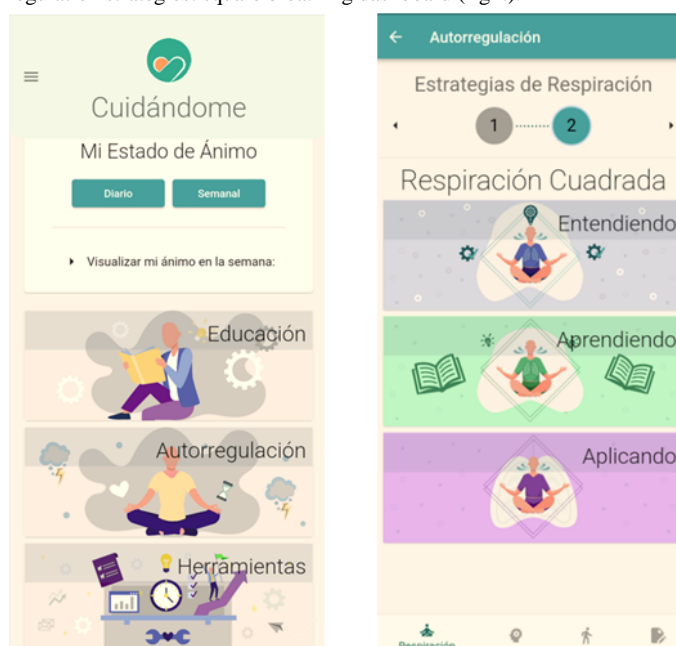 Cuidándome
Mi Estado de Ánimo
Diario
Semanal
Visualizar mi ánimo en la semana:
Educación
Autorregulación
Herramientas
Autorregulación
Estrategias de Respiración
1
2
Respiración Cuadrada
Entendiendo
Aprendiendo
Aplicando